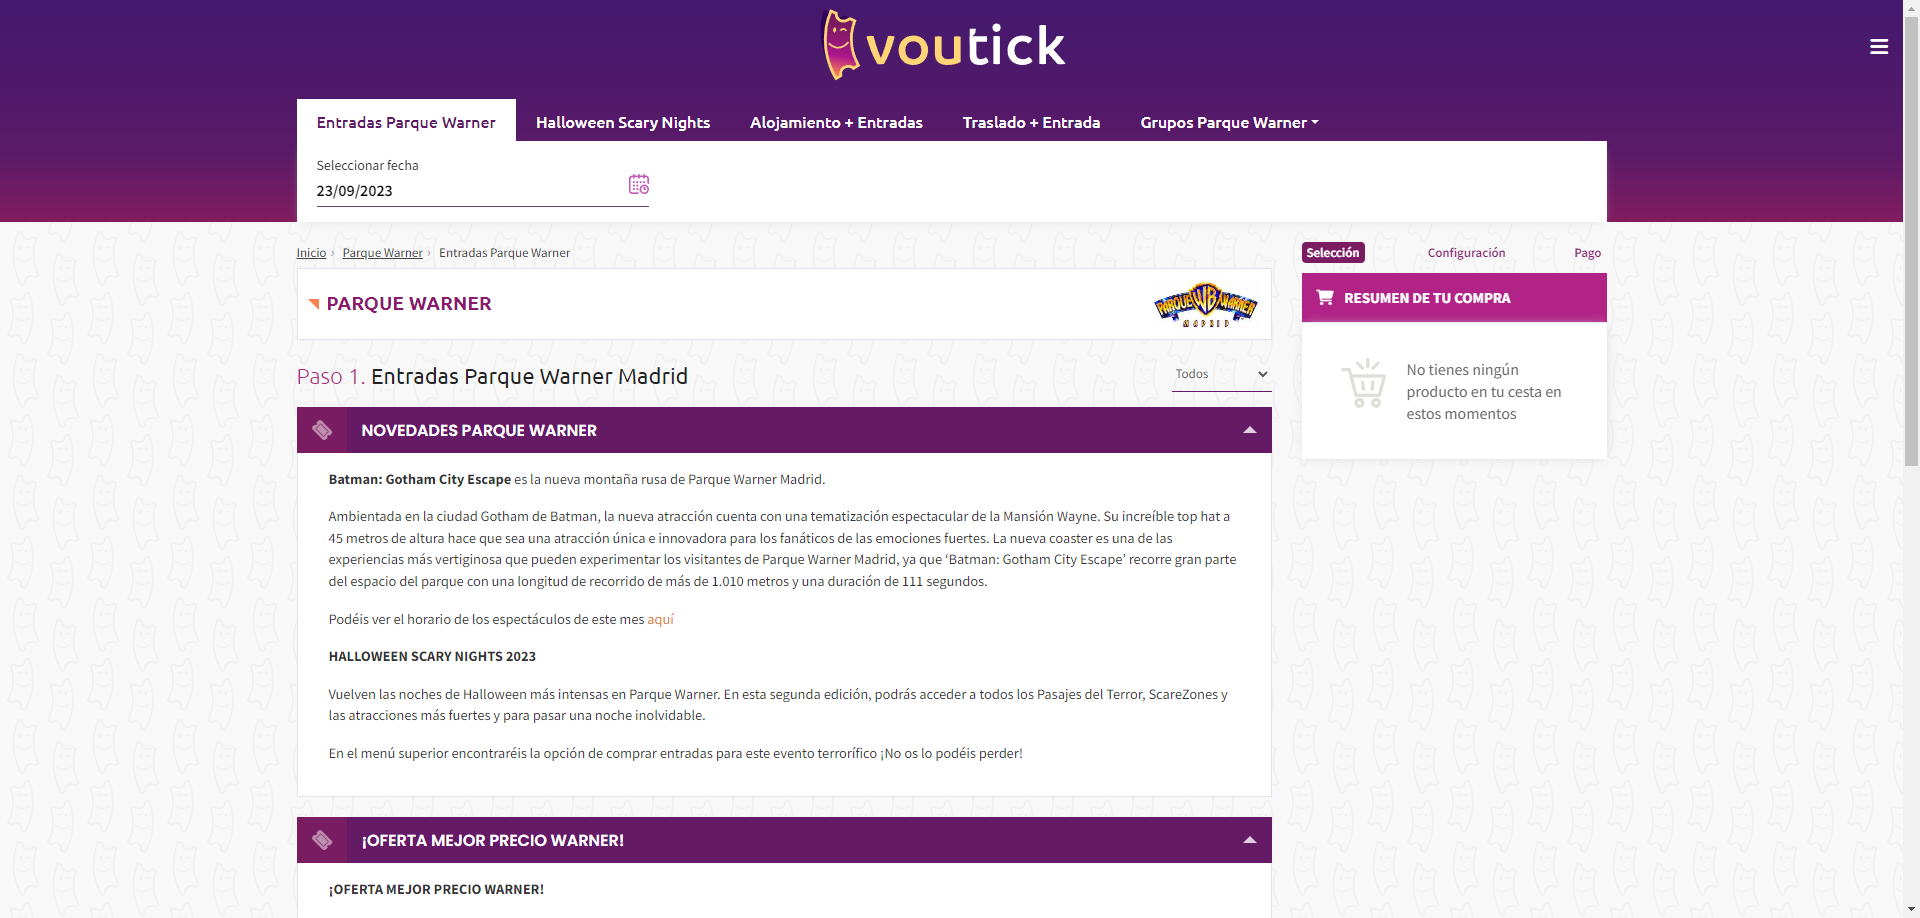 voutick
Entradas Parque Warner
Halloween Scary Nights
Alojamiento + Entradas
Traslado + Entrada
Grupos Parque Warner
Seleccionar fecha
23/09/2023
Inicio › Parque Warner › Entradas Parque Warner
Selección
Configuración
Pago
PARQUE WARNER
PARQUE WB WARNER
MADRID
RESUMEN DE TU COMPRA
No tienes ningún
producto en tu cesta en
estos momentos
Paso 1. Entradas Parque Warner Madrid
Todos
NOVEDADES PARQUE WARNER
Batman: Gotham City Escape es la nueva montaña rusa de Parque Warner Madrid.
Ambientada en la ciudad Gotham de Batman, la nueva atracción cuenta con una tematización espectacular de la Mansión Wayne. Su increíble top hat a
45 metros de altura hace que sea una atracción única e innovadora para los fanáticos de las emociones fuertes. La nueva coaster es una de las
experiencias más vertiginosa que pueden experimentar los visitantes de Parque Warner Madrid, ya que ‘Batman: Gotham City Escape’ recorre gran parte
del espacio del parque con una longitud de recorrido de más de 1.010 metros y una duración de 111 segundos.
Podéis ver el horario de los espectáculos de este mes aquí
HALLOWEEN SCARY NIGHTS 2023
Vuelven las noches de Halloween más intensas en Parque Warner. En esta segunda edición, podrás acceder a todos los Pasajes del Terror, ScareZones y
las atracciones más fuertes y para pasar una noche inolvidable.
En el menú superior encontraréis la opción de comprar entradas para este evento terrorífico ¡No os lo podéis perder!
¡OFERTA MEJOR PRECIO WARNER!
¡OFERTA MEJOR PRECIO WARNER!